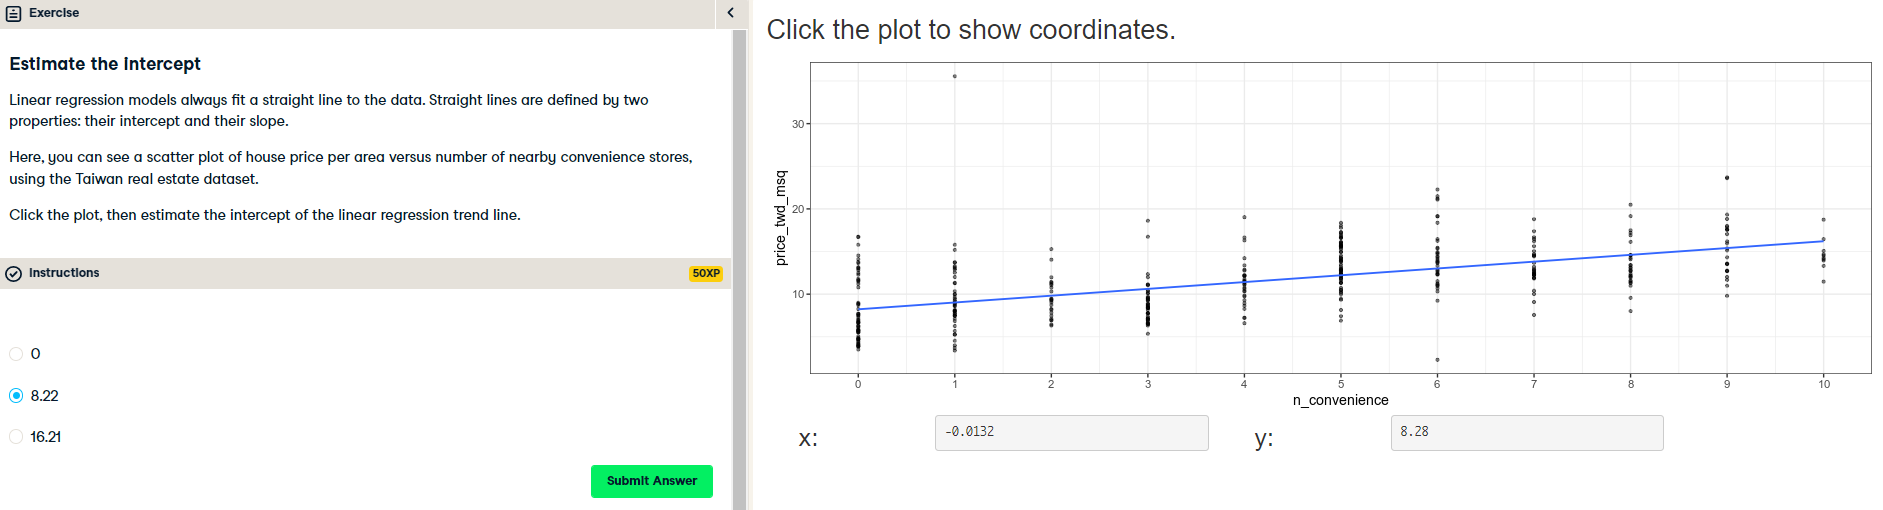 Exercise
Estimate the intercept
Linear regression models always fit a straight line to the data. Straight lines are defined by two
properties: their intercept and their slope.
Here, you can see a scatter plot of house price per area versus number of nearby convenience stores,
using the Taiwan real estate dataset.
Click the plot, then estimate the intercept of the linear regression trend line.
Instructions
50XP
0
8.22
16.21
Submit Answer
Click the plot to show coordinates.
price_twd_msq
30
20
10
0 1 2 3 4 5 6 7 8 9 10
n_convenience
x: -0.0132 y: 8.28